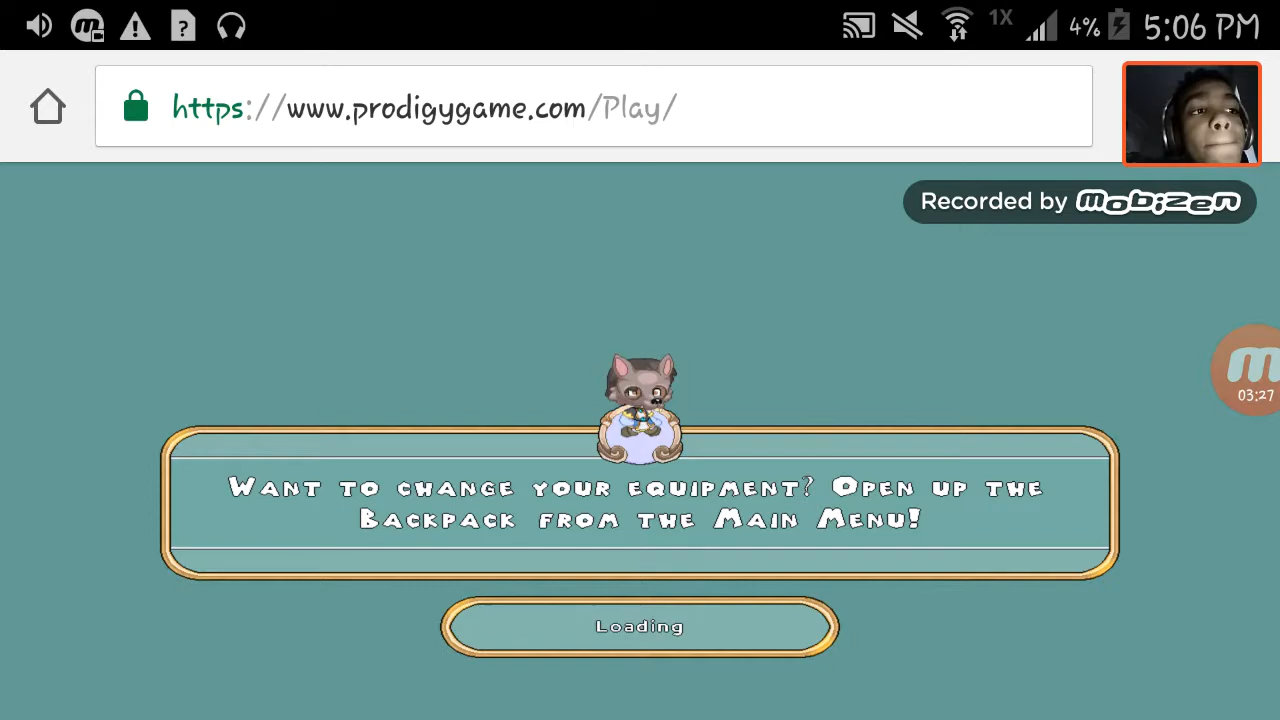 1X 4% 5:06 PM
https://www.prodigygame.com/Play/
Recorded by mobizen
03:27
Want to change your equipment? Open up the
Backpack from the Main Menu!
Loading